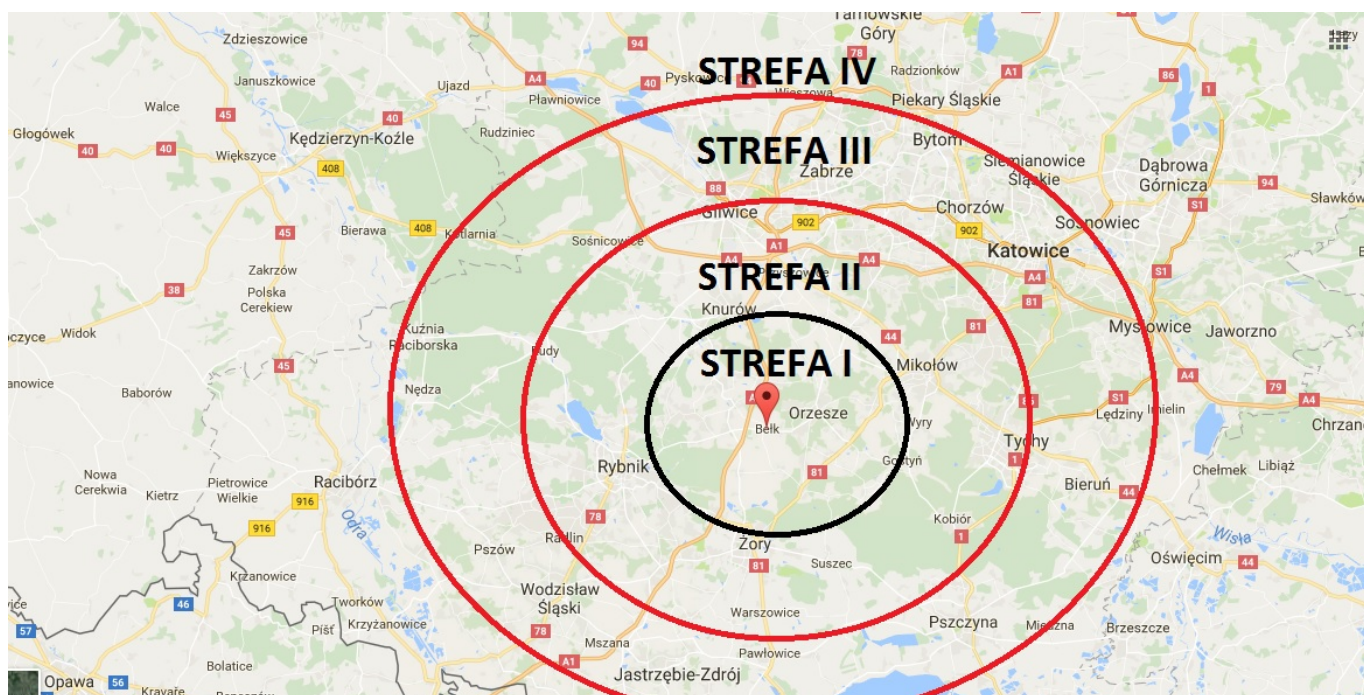 Tarnowskie
Góry
Zdzieszowice
94
78
Januszkowice
A4
Pyskowice
STREFA IV
Radzionków
A1
86
Walce
Ujazd
40
40
Wieszowa
1
Pławniowice
Piekary Śląskie
45
40
Głogówek
Kędzierzyn-Koźle
Rudziniec
STREFA III
Bytom
40
40
Większyce
Siemianowice
Śląskie
Dąbrowa
Górnicza
408
Zabrze
88
94
Sławków
Gliwice
Chorzów
S1
Bierawa
408
Kotlarnia
902
Sosnowiec
45
Sośnicowice
A1
902
Katowice
A4
A4
Zakrzów
Przyszowice
A4
S1
STREFA II
38
Polska
Cerekiew
81
Knurów
Widok
Kuźnia
Raciborska
44
81
Mysłowice
Jaworzno
Rudy
STREFA I
Mikołów
45
A4
Baborów
Nędza
79
Orzesze
S1
A4
Bełk
Wyry
Lędziny
Imielin
Tychy
Rybnik
81
Gostyń
1
Chełmek
Libiąż
Nowa
Cerekwia
Kietrz
Pietrowice
Wielkie
Racibórz
Bieruń
44
916
78
Odra
916
Kobiór
Wisła
Radlin
1
Pszów
Żory
Oświęcim
44
81
Suszec
Krzanowice
Wodzisław
Śląski
46
Tworków
Warszowice
57
Píšť
Krzyżanowice
78
Pszczyna
Miedźna
Brzeszcze
Mszana
Pawłowice
Bolatice
A1
Jastrzębie-Zdrój
Opawa
56
Kravaře